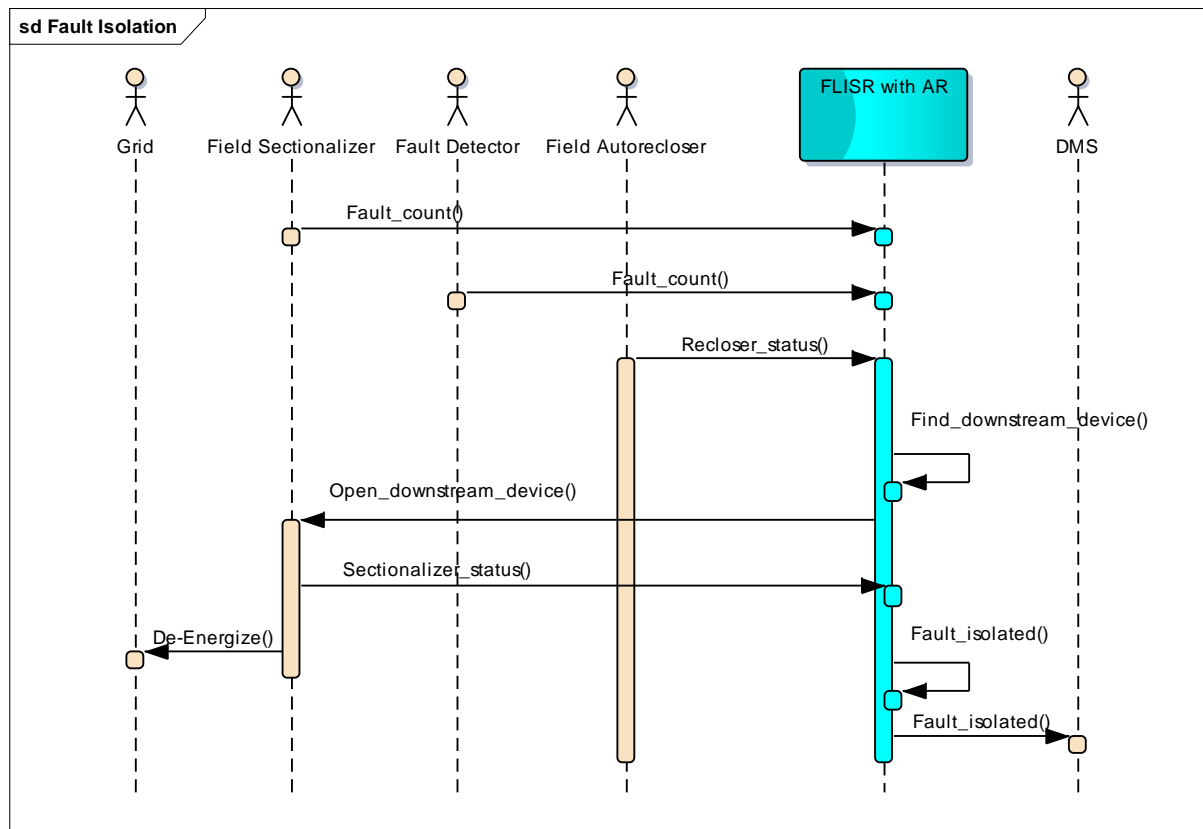 sd Fault Isolation
FLISR with AR
Grid
Field Sectionalizer
Fault Detector
Field Autorecloser
DMS
Fault_count()
Fault_count()
Recloser_status()
Find_downstream_device()
Open_downstream_device()
Sectionalizer_status()
De-Energize()
Fault_isolated()
Fault_isolated()